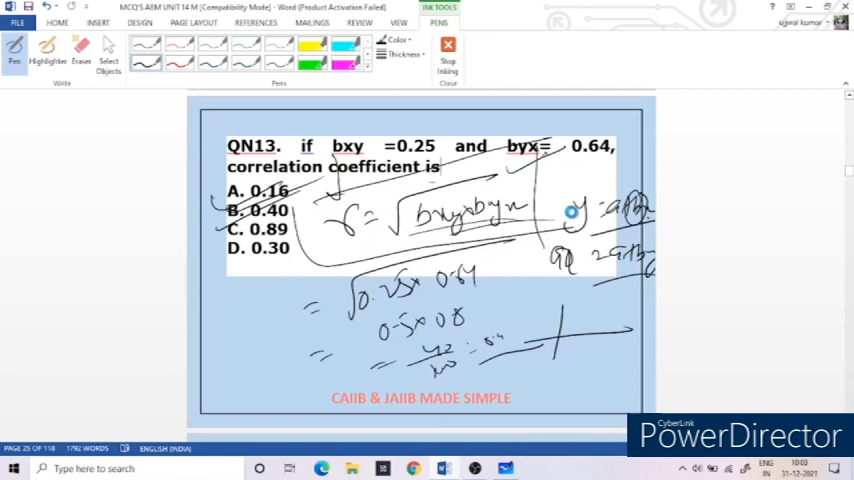 MCQ'S ABM UNIT 14 M [Compatibility Mode] - Word (Product Activation Failed)
INK TOOLS
FILE HOME INSERT DESIGN PAGE LAYOUT REFERENCES MAILINGS REVIEW VIEW PENS
ujjwal kumar
Pen Highlighter Eraser Select Objects
Color
Thickness
Stop Inking
Write Pens Close
QN13. if bxy =0.25 and byx= 0.64,
correlation coefficient is
A. 0.16
B. 0.40
C. 0.89
D. 0.30
r = √bxy×byx
= √0.25× 0.64
0.5×0.8
=
CAIIB & JAIIB MADE SIMPLE
CyberLink
PowerDirector
PAGE 25 OF 118 1792 WORDS ENGLISH (INDIA)
Type here to search
ENG
IN
10:03
31-12-2021